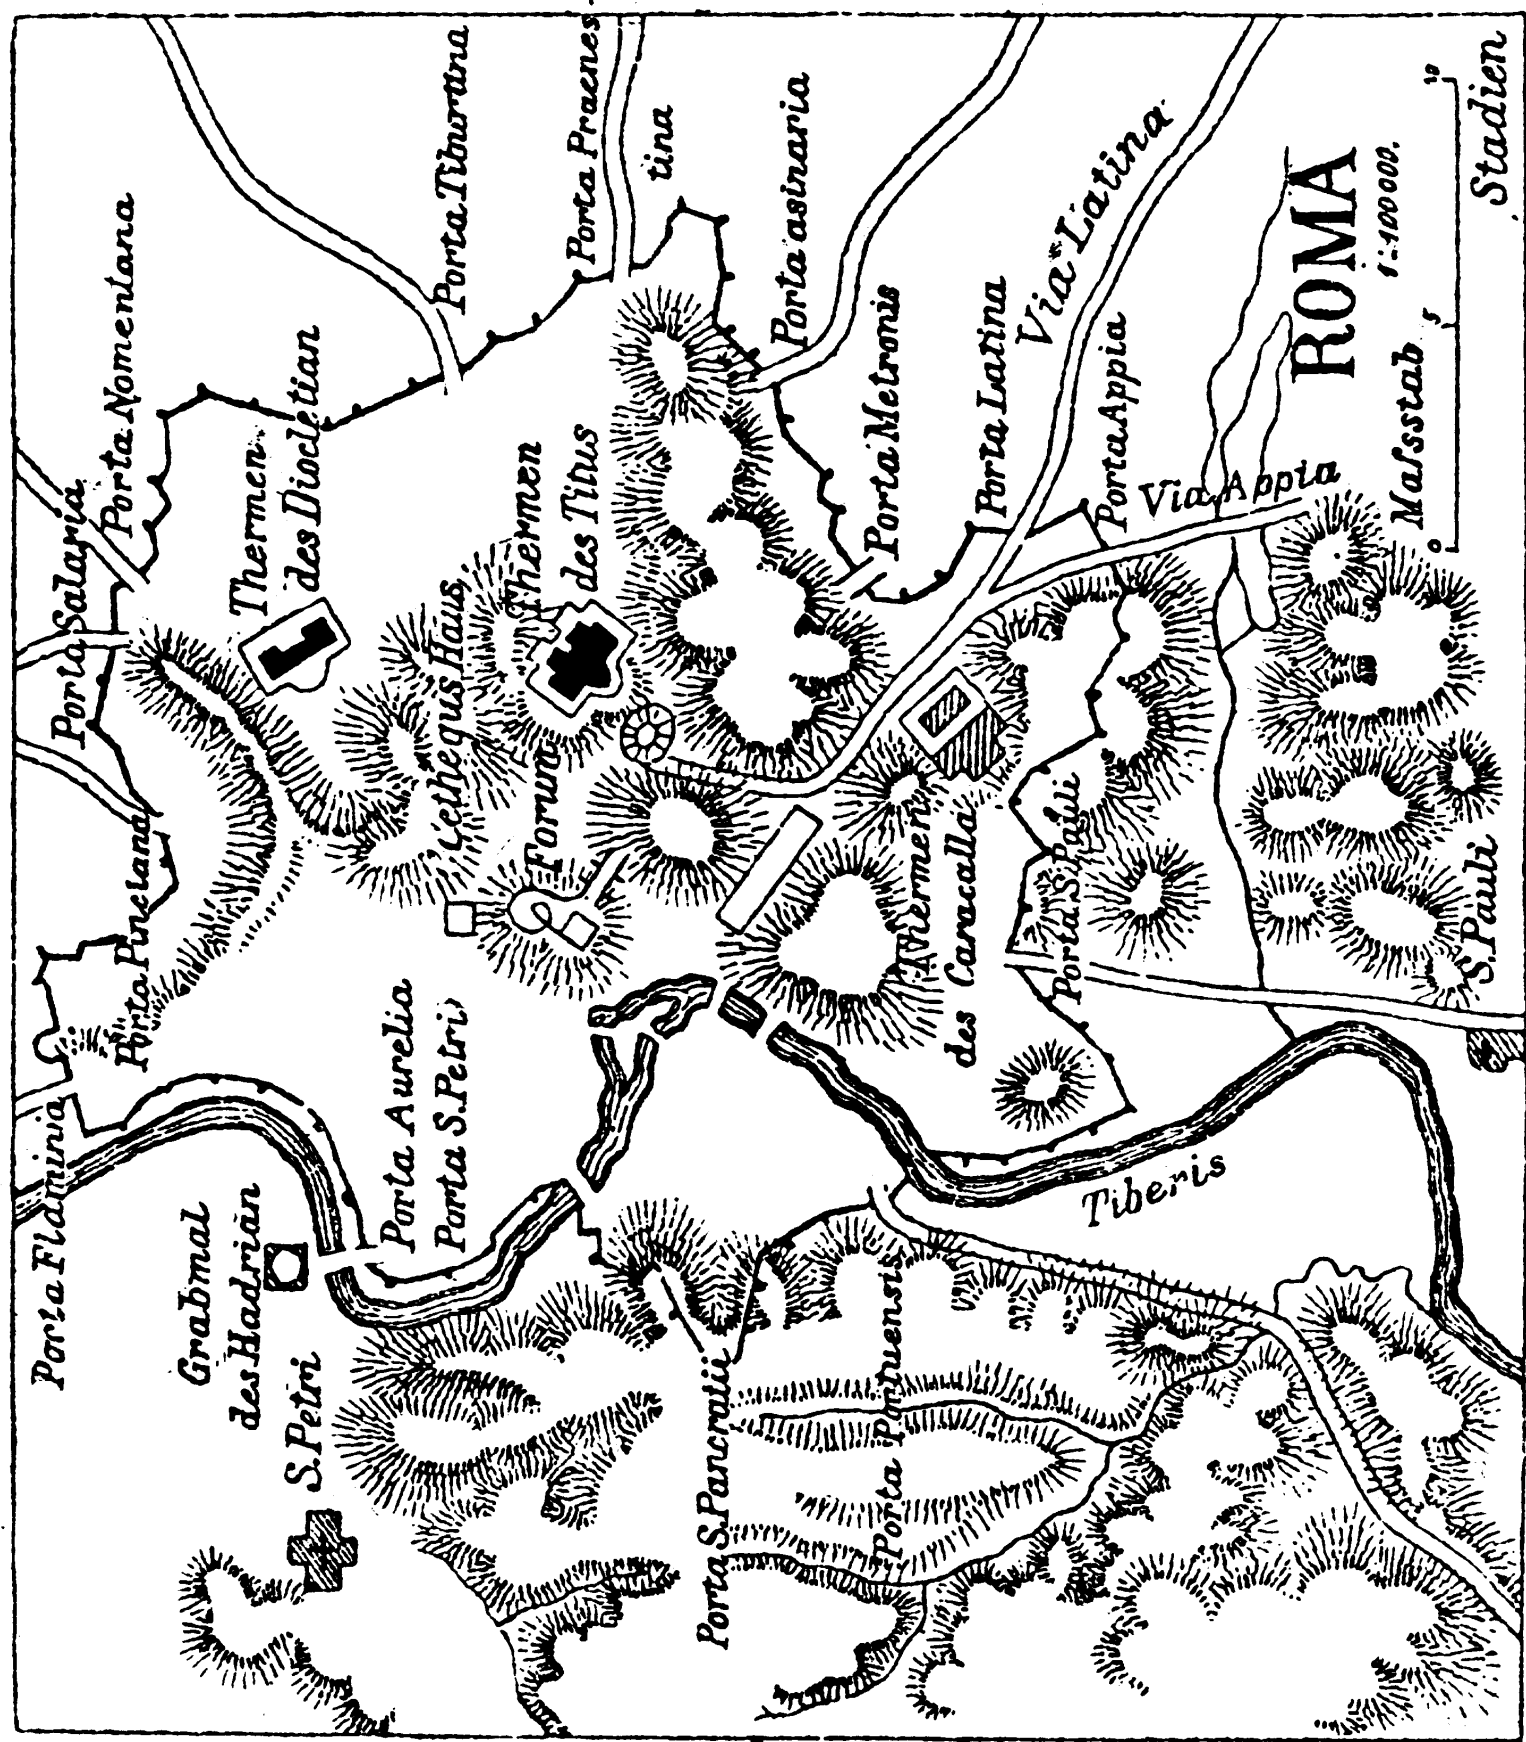 Porta Flaminia
Porta Pinciana
Porta Salaria
Porta Nomentana
Grabmal
des Hadrian
S. Petri
Thermen
des Diocletian
Porta Aurelia
Porta S. Petri
Cethegus Haus
Porta Tiburtina
Forum
Thermen
des Titus
Porta Praenes
tina
Porta S. Pancratii
Porta asinaria
Porta Portuensis
Thermen
des Caracalla
Porta Metronis
Porta Latina
Via Latina
Porta S. Pauli
Porta Appia
Tiberis
Via Appia
ROMA
1:100000.
Maſsstab
0 5 10
Stadien
S. Pauli